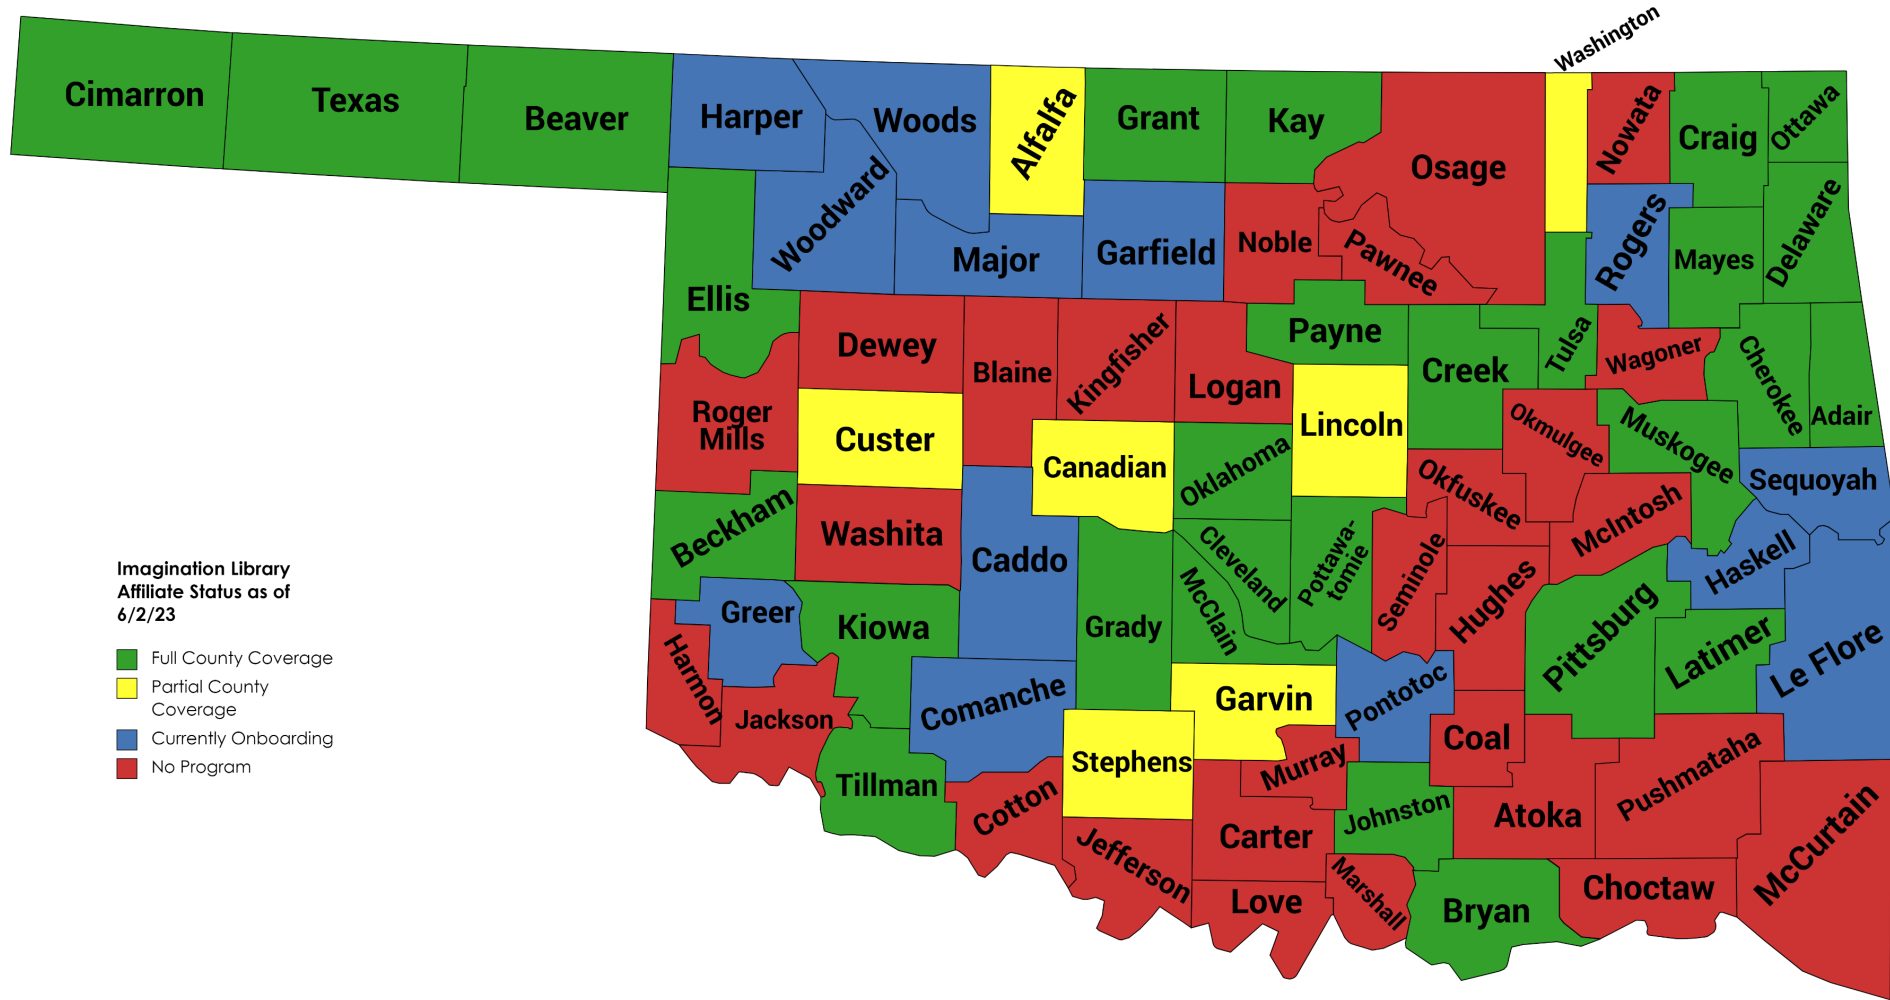 Washington
Cimarron
Texas
Beaver
Harper
Woods
Alfalfa
Grant
Kay
Osage
Nowata
Craig
Ottawa
Woodward
Major
Garfield
Noble
Pawnee
Rogers
Mayes
Delaware
Ellis
Dewey
Blaine
Kingfisher
Logan
Payne
Creek
Tulsa
Wagoner
Cherokee
Adair
Roger
Mills
Custer
Canadian
Oklahoma
Lincoln
Okmulgee
Muskogee
Sequoyah
Beckham
Washita
Caddo
Grady
Cleveland
McClain
Pottawa-
tomie
Seminole
Okfuskee
Hughes
McIntosh
Haskell
Pittsburg
Latimer
Le Flore
Greer
Kiowa
Harmon
Jackson
Comanche
Tillman
Cotton
Stephens
Garvin
Pontotoc
Murray
Coal
Johnston
Atoka
Pushmataha
McCurtain
Jefferson
Carter
Love
Marshall
Bryan
Choctaw
Imagination Library
Affiliate Status as of
6/2/23
Full County Coverage
Partial County
Coverage
Currently Onboarding
No Program